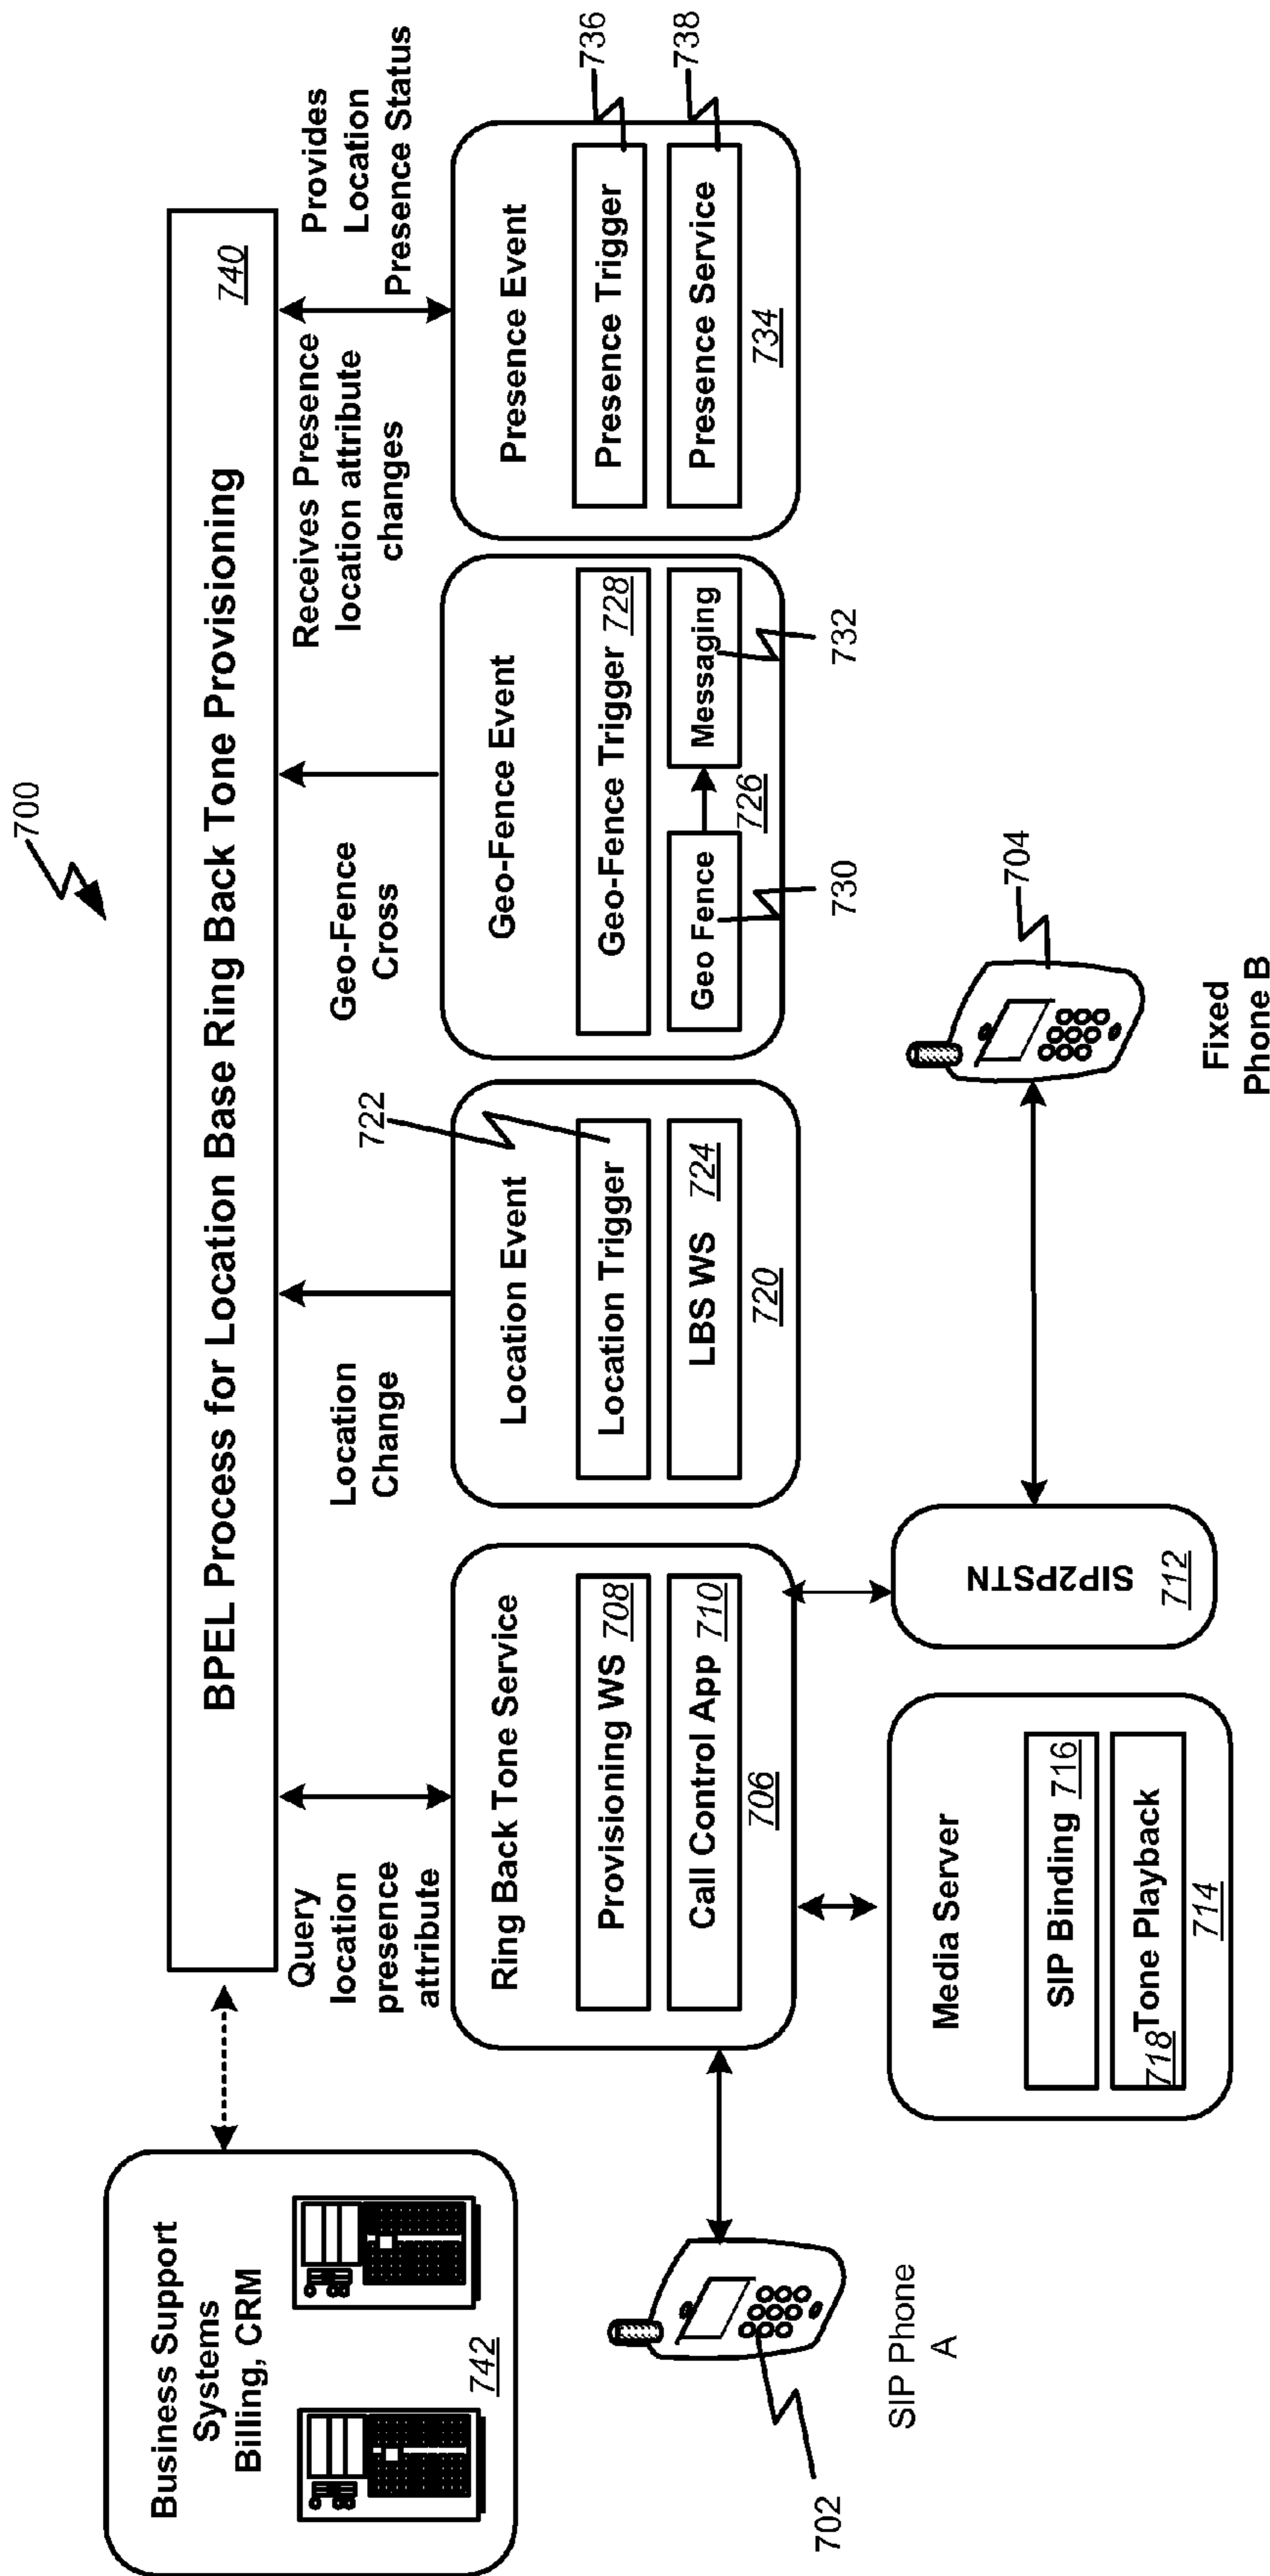 700
Business Support
Systems
Billing, CRM
742
BPEL Process for Location Base Ring Back Tone Provisioning
740
Query
location
presence
attribute
Location
Change
Geo-Fence
Cross
Receives Presence
location attribute
changes
Provides
Location
Presence Status
Ring Back Tone Service
Provisioning WS 708
Call Control App 710
706
722
Location Event
Location Trigger
LBS WS 724
720
Geo-Fence Event
Geo-Fence Trigger 728
Geo Fence
Messaging
726
730
732
Presence Event
Presence Trigger
Presence Service
734
736
738
702
SIP Phone
A
Media Server
SIP Binding 716
718 Tone Playback
714
SIP2PSTN
712
704
Fixed
Phone B